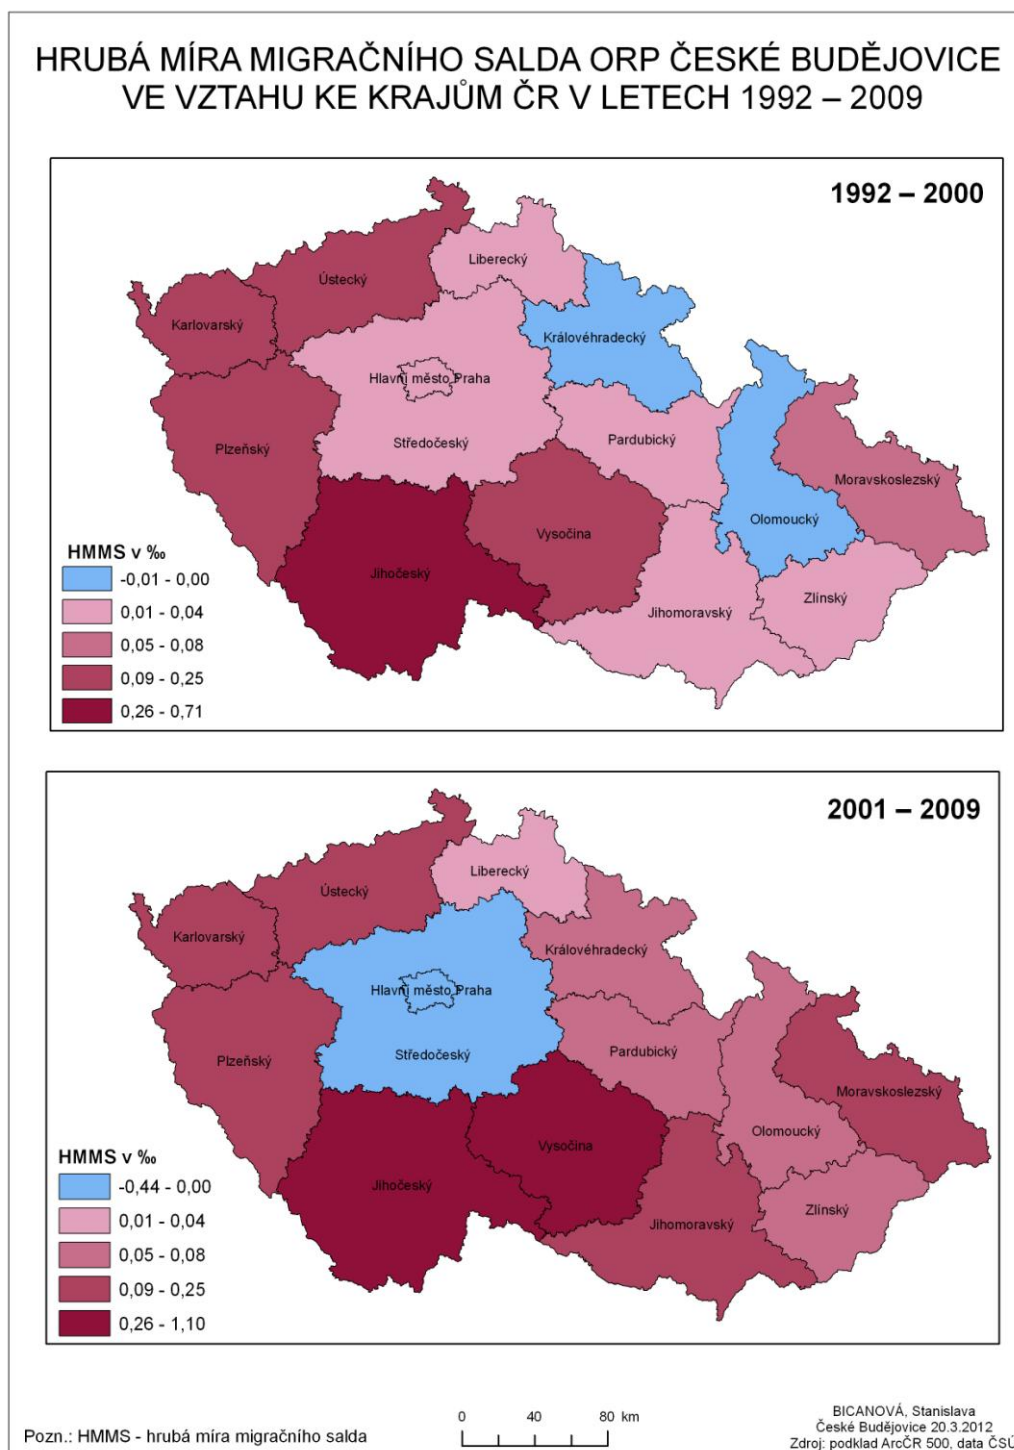 HRUBÁ MÍRA MIGRAČNÍHO SALDA ORP ČESKÉ BUDĚJOVICE
VE VZTAHU KE KRAJŮM ČR V LETECH 1992 – 2009
1992 – 2000
Liberecký
Ústecký
Karlovarský
Královéhradecký
Hlavní město Praha
Středočeský
Pardubický
Plzeňský
Moravskoslezský
Olomoucký
Vysočina
Jihočeský
Zlínský
Jihomoravský
HMMS v ‰
-0,01 - 0,00
0,01 - 0,04
0,05 - 0,08
0,09 - 0,25
0,26 - 0,71
2001 – 2009
Liberecký
Ústecký
Karlovarský
Královéhradecký
Hlavní město Praha
Středočeský
Pardubický
Plzeňský
Moravskoslezský
Olomoucký
Vysočina
Jihočeský
Zlínský
Jihomoravský
HMMS v ‰
-0,44 - 0,00
0,01 - 0,04
0,05 - 0,08
0,09 - 0,25
0,26 - 1,10
Pozn.: HMMS - hrubá míra migračního salda
0 40 80 km
BICANOVÁ, Stanislava
České Budějovice 20.3.2012
Zdroj: podklad ArcČR 500, data ČSÚ